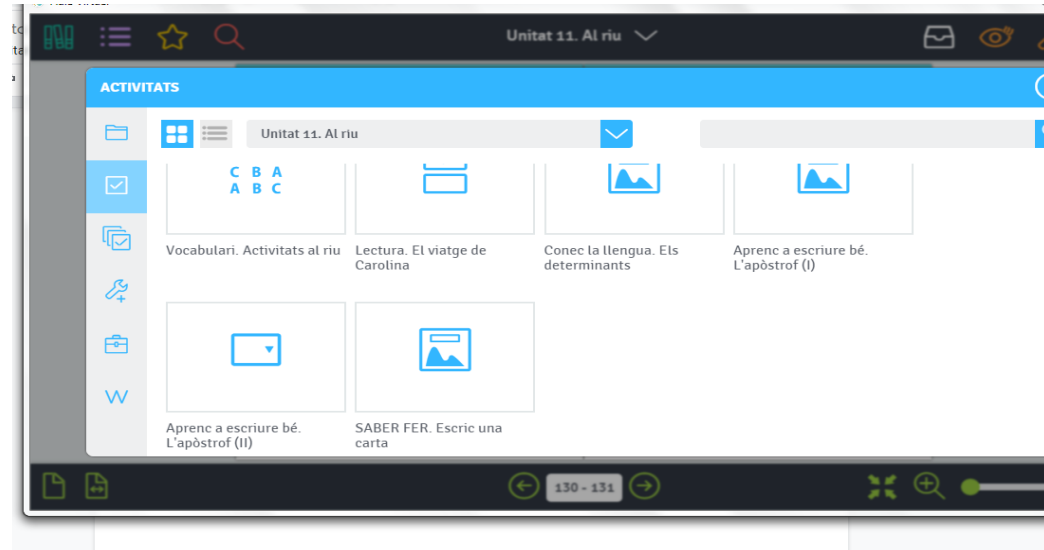 Unitat 11. Al riu
ACTIVITATS
Unitat 11. Al riu
C B A
A B C
Vocabulari. Activitats al riu
Lectura. El viatge de
Carolina
Conec la llengua. Els
determinants
Aprenc a escriure bé.
L'apòstrof (I)
Aprenc a escriure bé.
L'apòstrof (II)
SABER FER. Escric una
carta
130 - 131